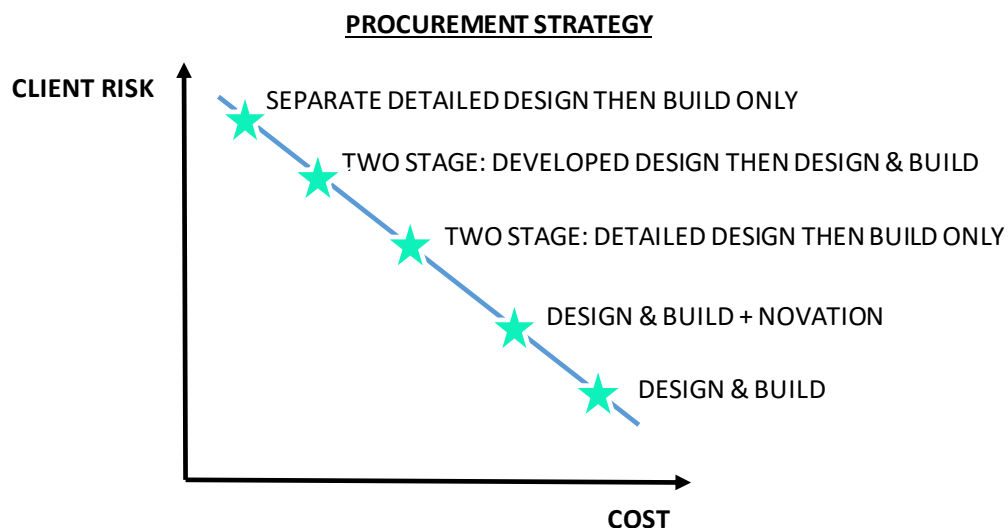 PROCUREMENT STRATEGY
CLIENT RISK
SEPARATE DETAILED DESIGN THEN BUILD ONLY
TWO STAGE: DEVELOPED DESIGN THEN DESIGN & BUILD
TWO STAGE: DETAILED DESIGN THEN BUILD ONLY
DESIGN & BUILD + NOVATION
DESIGN & BUILD
COST